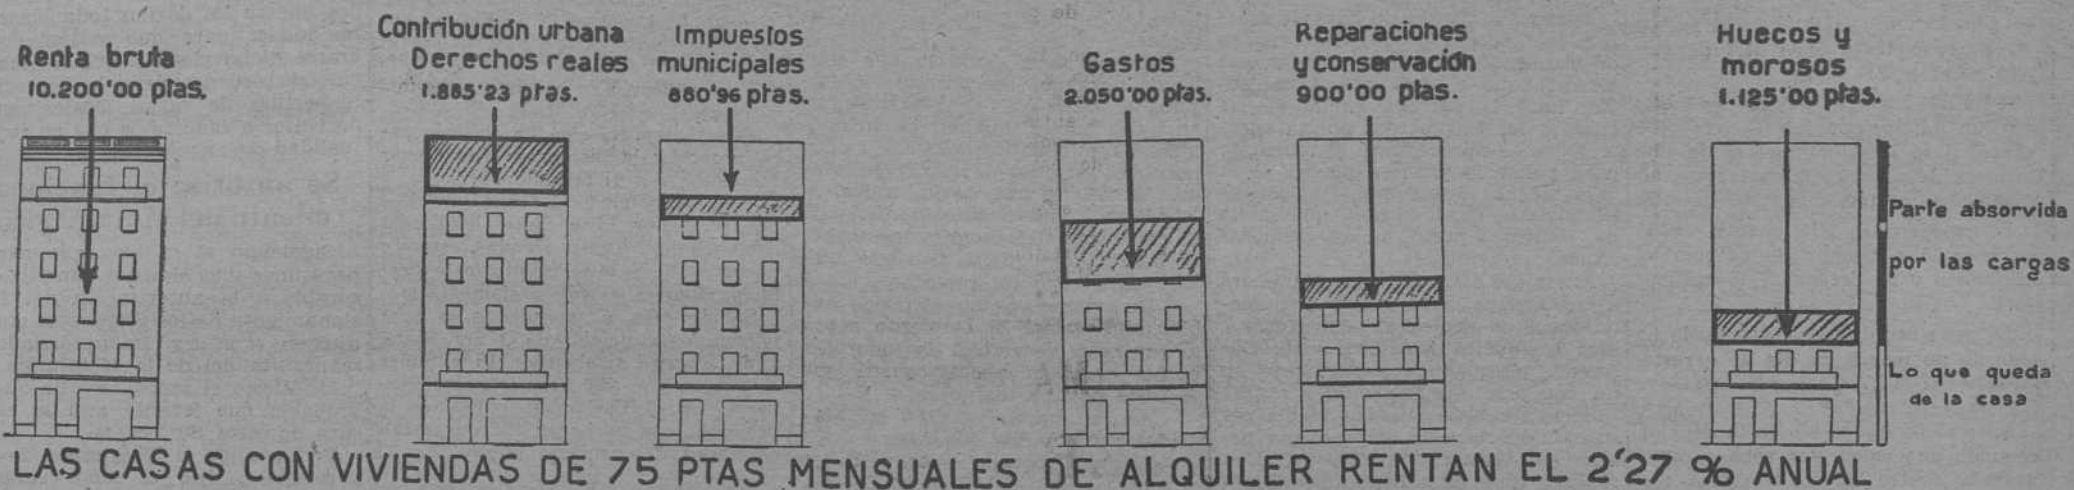 Renta bruta
10.200'00 ptas.
Contribución urbana
Derechos reales
1.885'23 ptas.
Impuestos
municipales
880'96 ptas.
Gastos
2.050'00 ptas.
Reparaciones
y conservación
900'00 ptas.
Huecos y
morosos
1.125'00 ptas.
Parte absorvida
por las cargas
Lo que queda
de la casa
LAS CASAS CON VIVIENDAS DE 75 PTAS MENSUALES DE ALQUILER RENTAN EL 2'27 % ANUAL